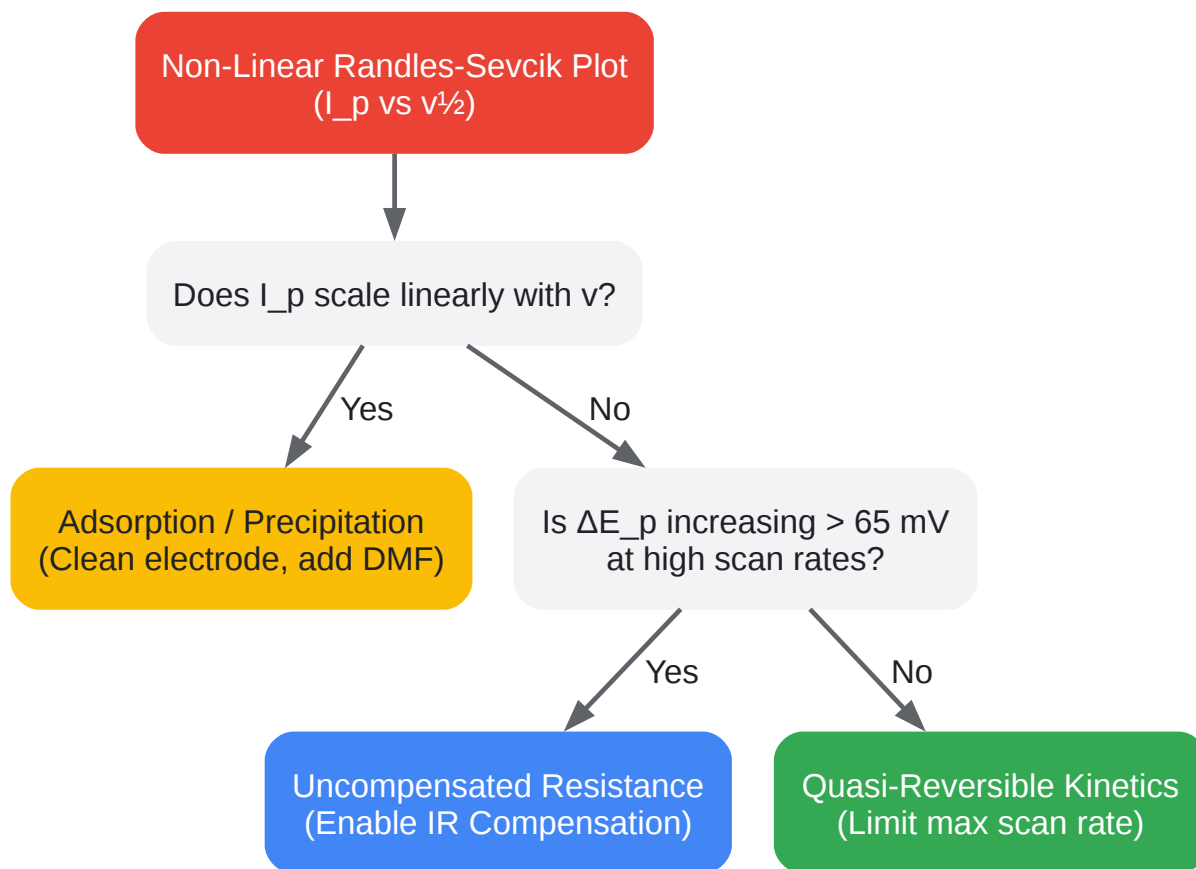 Non-Linear Randles-Sevcik Plot
(I_p vs v½)
Does I_p scale linearly with v?
Yes
No
Adsorption / Precipitation
(Clean electrode, add DMF)
Is ΔE_p increasing > 65 mV
at high scan rates?
Yes
No
Uncompensated Resistance
(Enable IR Compensation)
Quasi-Reversible Kinetics
(Limit max scan rate)